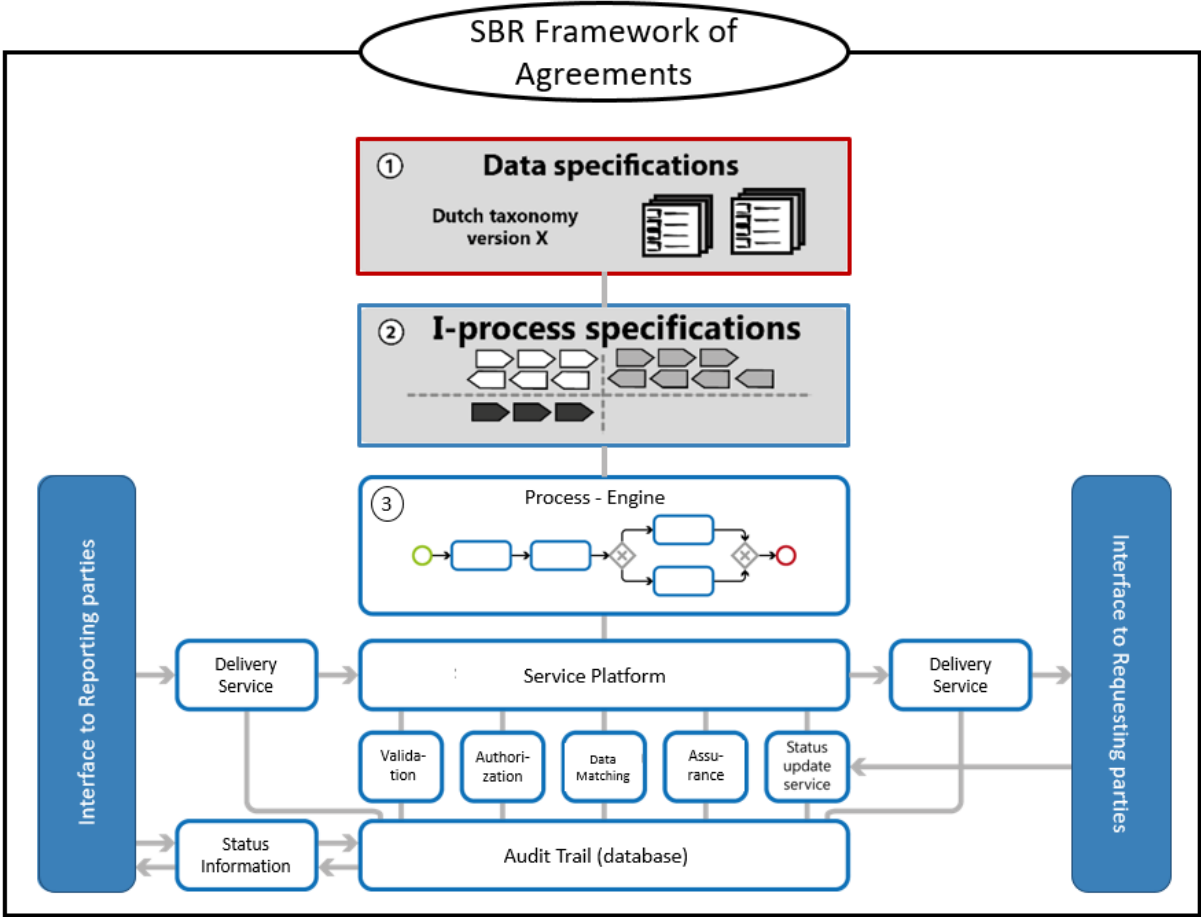 SBR Framework of
Agreements
1
Data specifications
Dutch taxonomy
version X
2
I-process specifications
3
Process - Engine
Interface to Reporting parties
Delivery
Service
:
Service Platform
Delivery
Service
Interface to Requesting parties
Valida-
tion
Authori-
zation
Data
Matching
Assu-
rance
Status
update
service
Status
Information
Audit Trail (database)